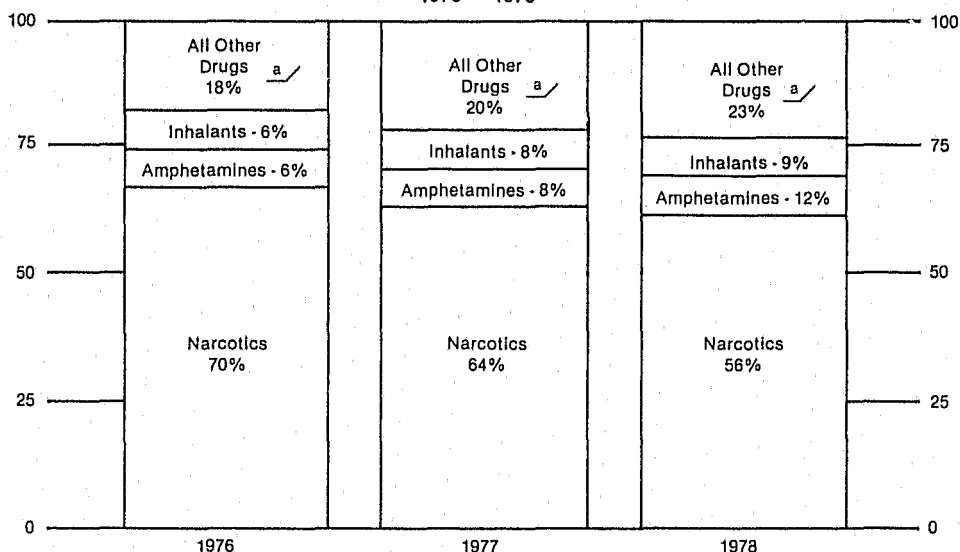 100
75
50
25
0
All Other
Drugs a/
18%
Inhalants - 6%
Amphetamines - 6%
Narcotics
70%
1976
All Other
Drugs a/
20%
Inhalants - 8%
Amphetamines - 8%
Narcotics
64%
1977
All Other
Drugs a/
23%
Inhalants - 9%
Amphetamines - 12%
Narcotics
56%
1978
100
75
50
25
0